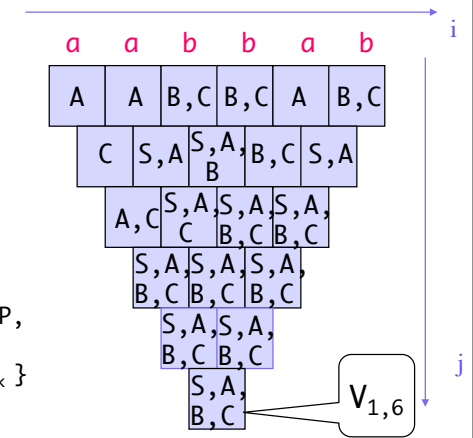 i
a a b b a b
A A B,C B,C A B,C
C S,A S,A,B B,C S,A
A,C S,A,C S,A,B,C S,A,B,C
S,A,B,C S,A,B,C S,A,B,C
P,
S,A,B,C S,A,B,C
j
}
S,A,B,C
V1,6